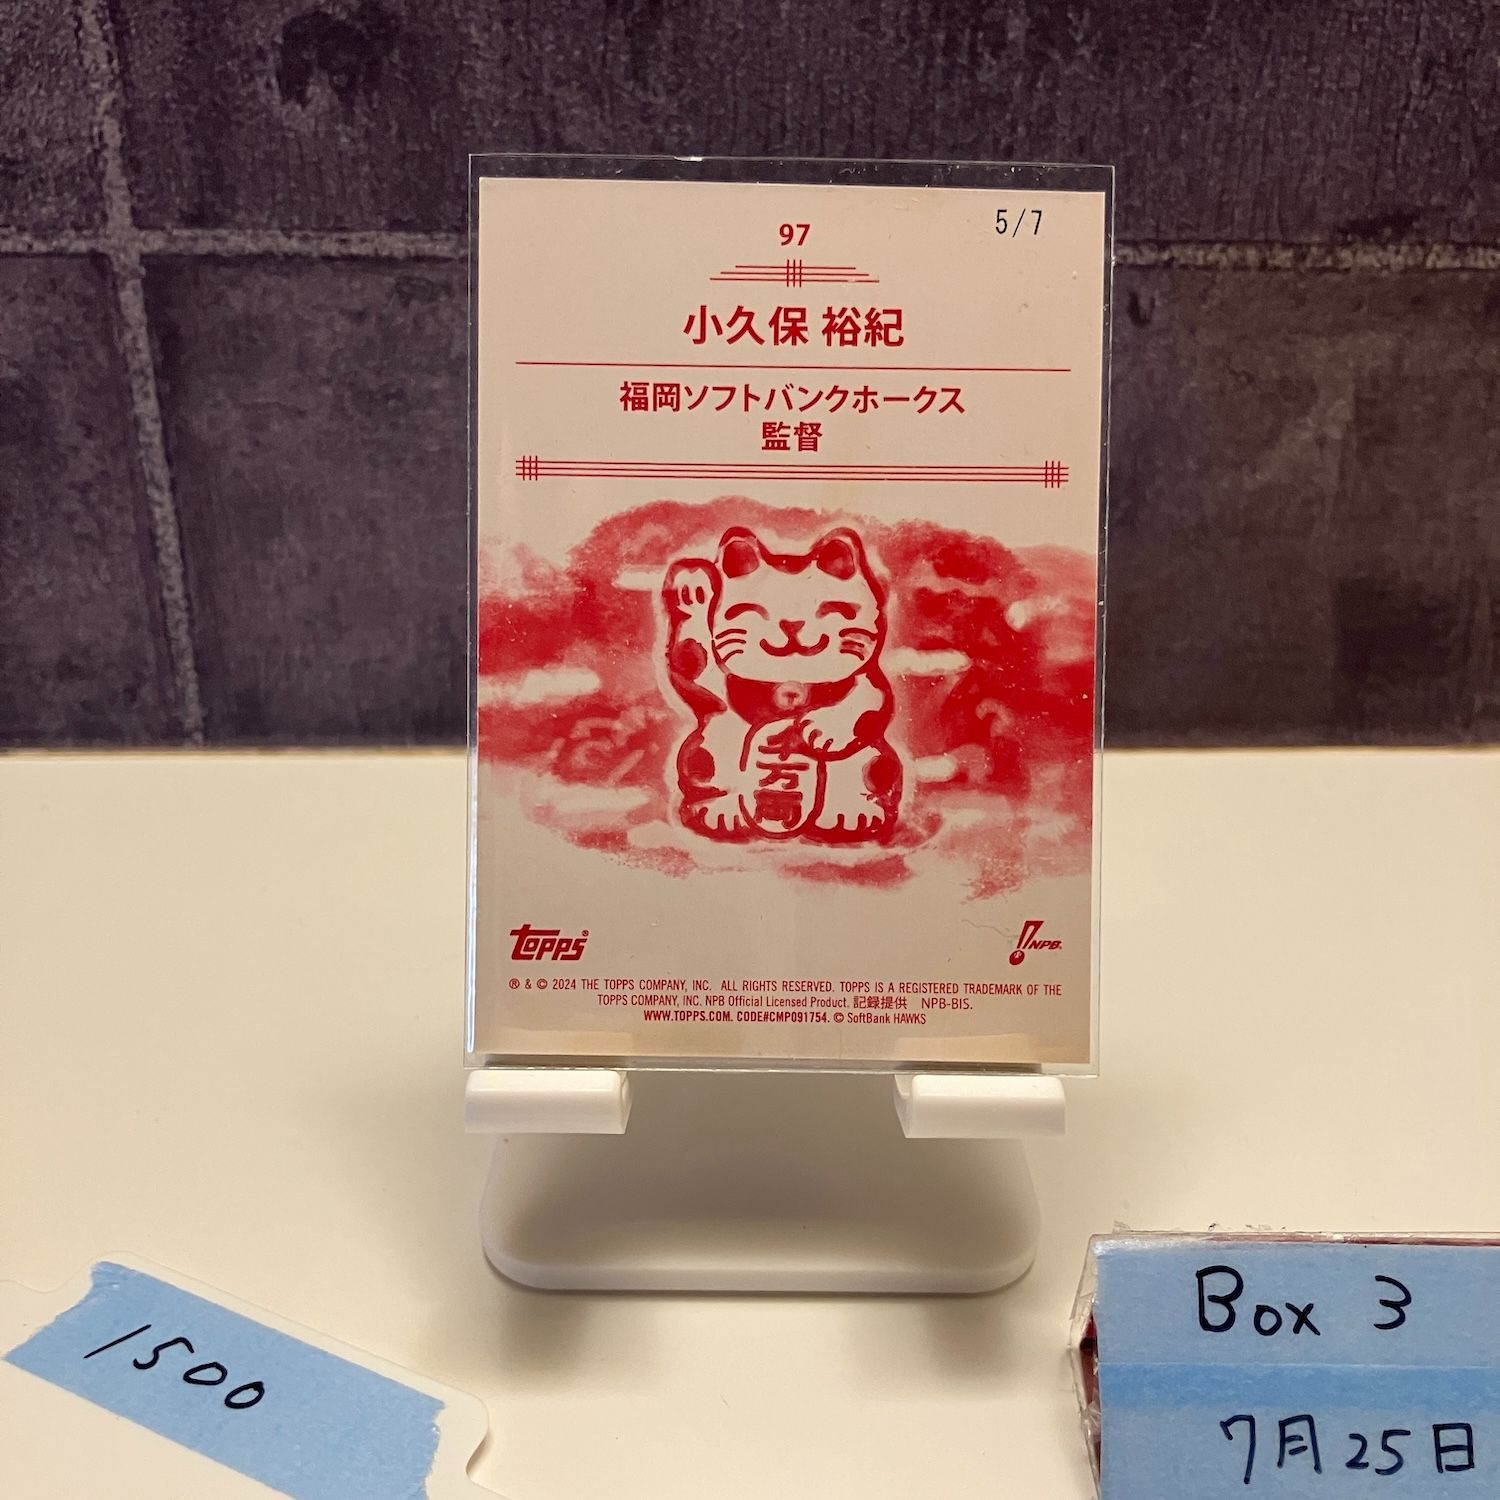 97
5/7
小久保 裕紀
福岡ソフトバンクホークス
監督
千万両
TOPPS®
NPB®
® & © 2024 THE TOPPS COMPANY, INC. ALL RIGHTS RESERVED. TOPPS IS A REGISTERED TRADEMARK OF THE
TOPPS COMPANY, INC. NPB Official Licensed Product. 記録提供 NPB-BIS.
WWW.TOPPS.COM. CODE#CMP091754. © SoftBank HAWKS
1500
Box 3
7月25日